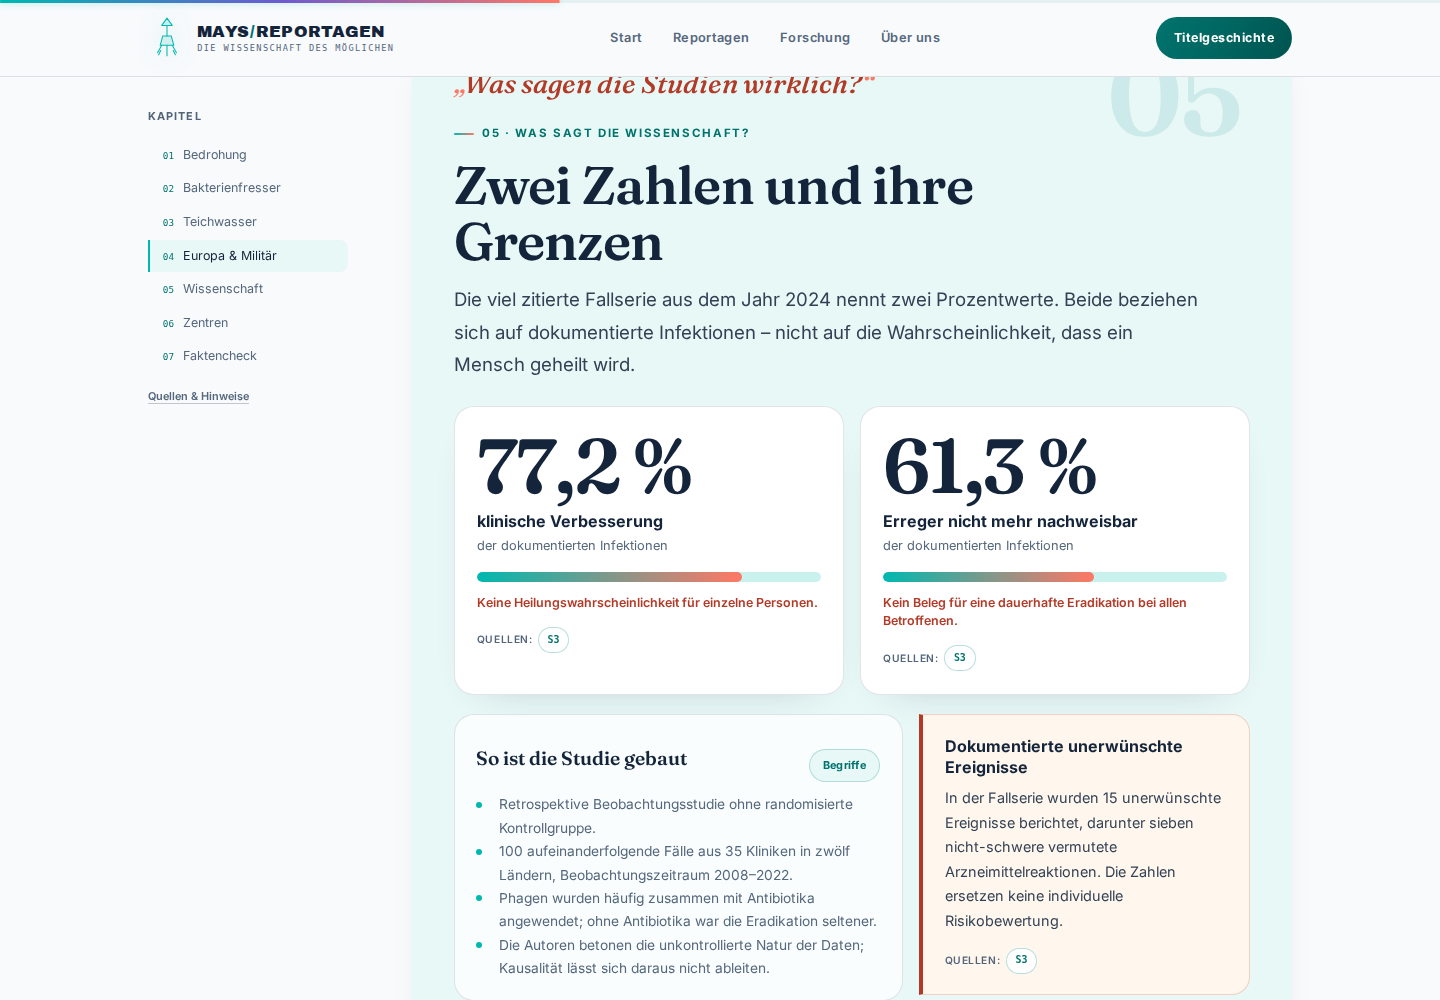 MAYS/REPORTAGEN
DIE WISSENSCHAFT DES MÖGLICHEN
Start
Reportagen
Forschung
Über uns
Titelgeschichte
KAPITEL
01 Bedrohung
02 Bakterienfresser
03 Teichwasser
04 Europa & Militär
05 Wissenschaft
06 Zentren
07 Faktencheck
Quellen & Hinweise
„Was sagen die Studien wirklich?“
05
05 · WAS SAGT DIE WISSENSCHAFT?
Zwei Zahlen und ihre
Grenzen
Die viel zitierte Fallserie aus dem Jahr 2024 nennt zwei Prozentwerte. Beide beziehen
sich auf dokumentierte Infektionen – nicht auf die Wahrscheinlichkeit, dass ein
Mensch geheilt wird.
77,2 %
klinische Verbesserung
der dokumentierten Infektionen
Keine Heilungswahrscheinlichkeit für einzelne Personen.
QUELLEN: S3
61,3 %
Erreger nicht mehr nachweisbar
der dokumentierten Infektionen
Kein Beleg für eine dauerhafte Eradikation bei allen
Betroffenen.
QUELLEN: S3
So ist die Studie gebaut
Begriffe
Retrospektive Beobachtungsstudie ohne randomisierte
Kontrollgruppe.
100 aufeinanderfolgende Fälle aus 35 Kliniken in zwölf
Ländern, Beobachtungszeitraum 2008–2022.
Phagen wurden häufig zusammen mit Antibiotika
angewendet; ohne Antibiotika war die Eradikation seltener.
Die Autoren betonen die unkontrollierte Natur der Daten;
Kausalität lässt sich daraus nicht ableiten.
Dokumentierte unerwünschte
Ereignisse
In der Fallserie wurden 15 unerwünschte
Ereignisse berichtet, darunter sieben
nicht-schwere vermutete
Arzneimittelreaktionen. Die Zahlen
ersetzen keine individuelle
Risikobewertung.
QUELLEN: S3